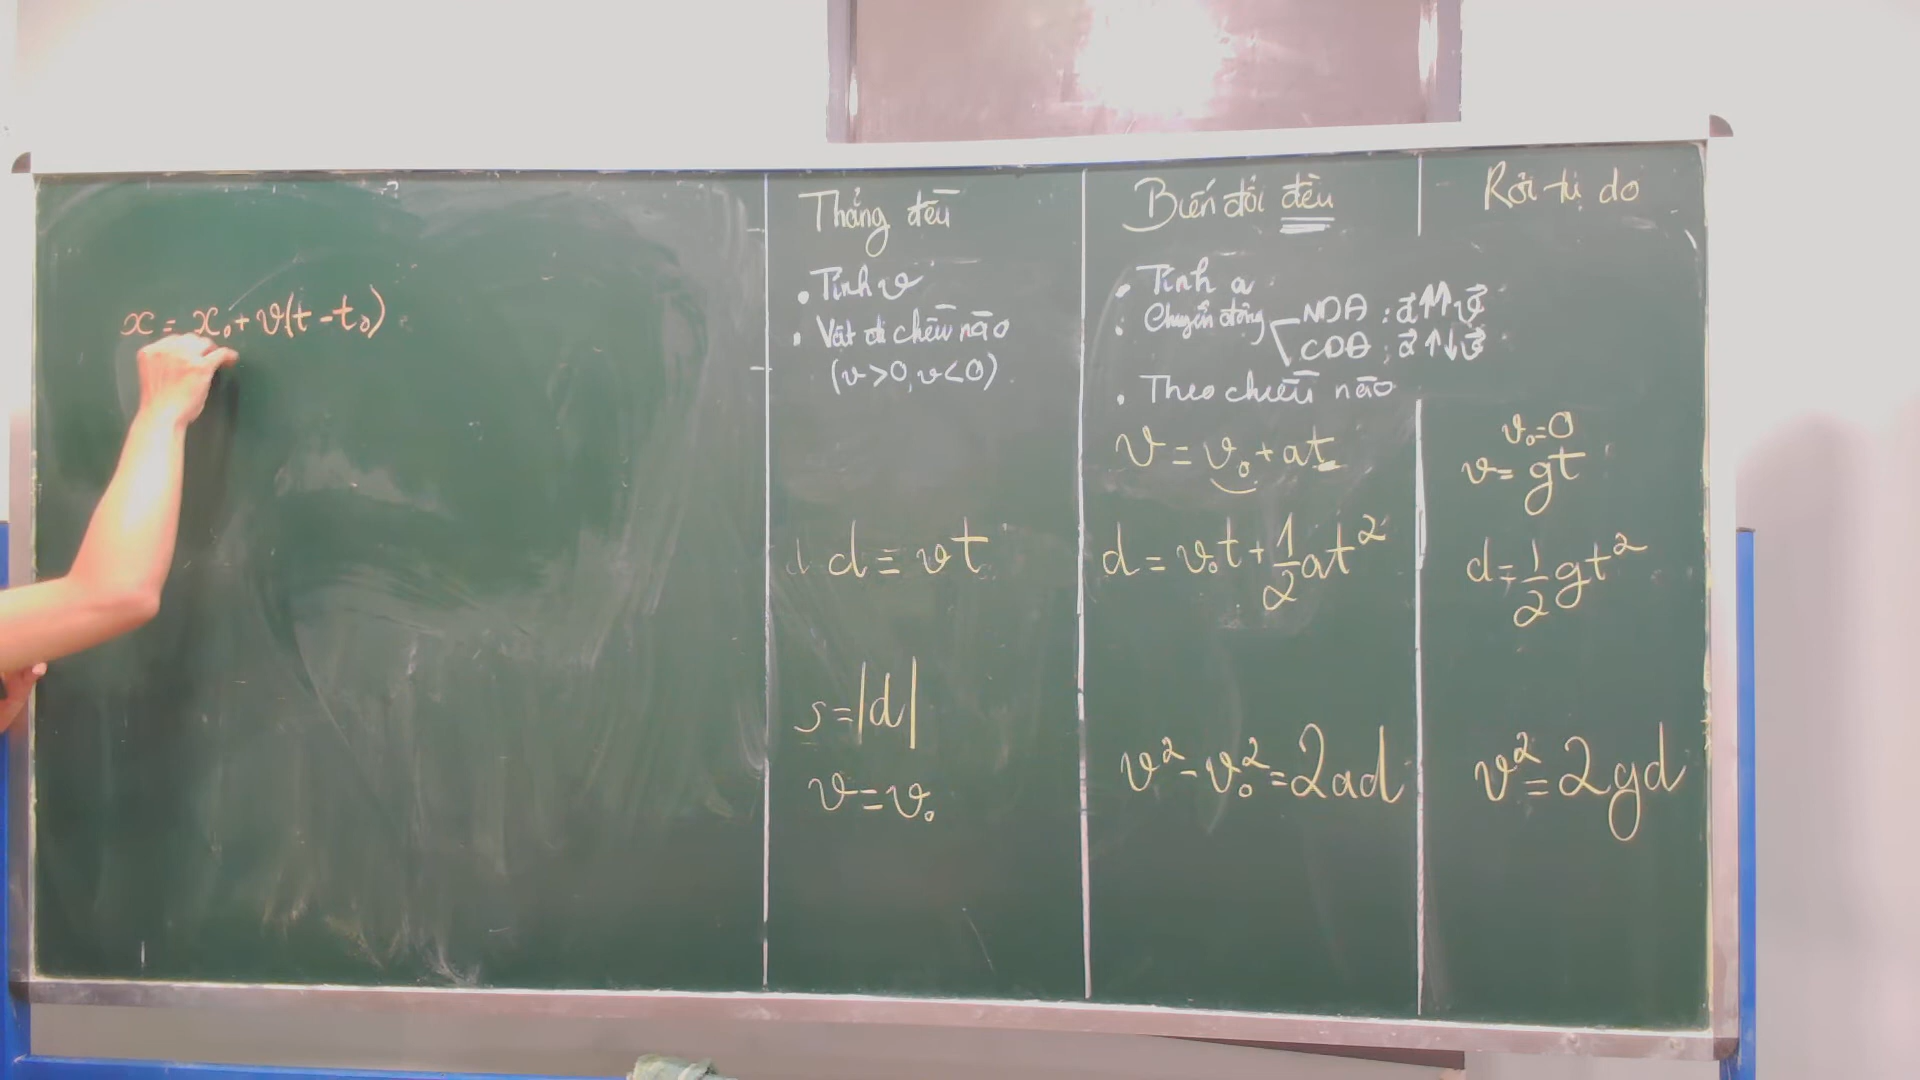 x = x₀ + v(t - t₀)
Thẳng đều
• Tính v
• Vật đi chiều nào
(v > 0, v < 0)
d = vt
s = |d|
v = v₀
Biến đổi đều
• Tính a
• Chuyển động NDĐ : a⃗ ↑↑ v⃗
CDĐ : a⃗ ↑↓ v⃗
• Theo chiều nào
v = v₀ + at
d = v₀t + 1/2 at²
v² - v₀² = 2ad
Rơi tự do
v₀ = 0
v = gt
d = 1/2 gt²
v² = 2gd